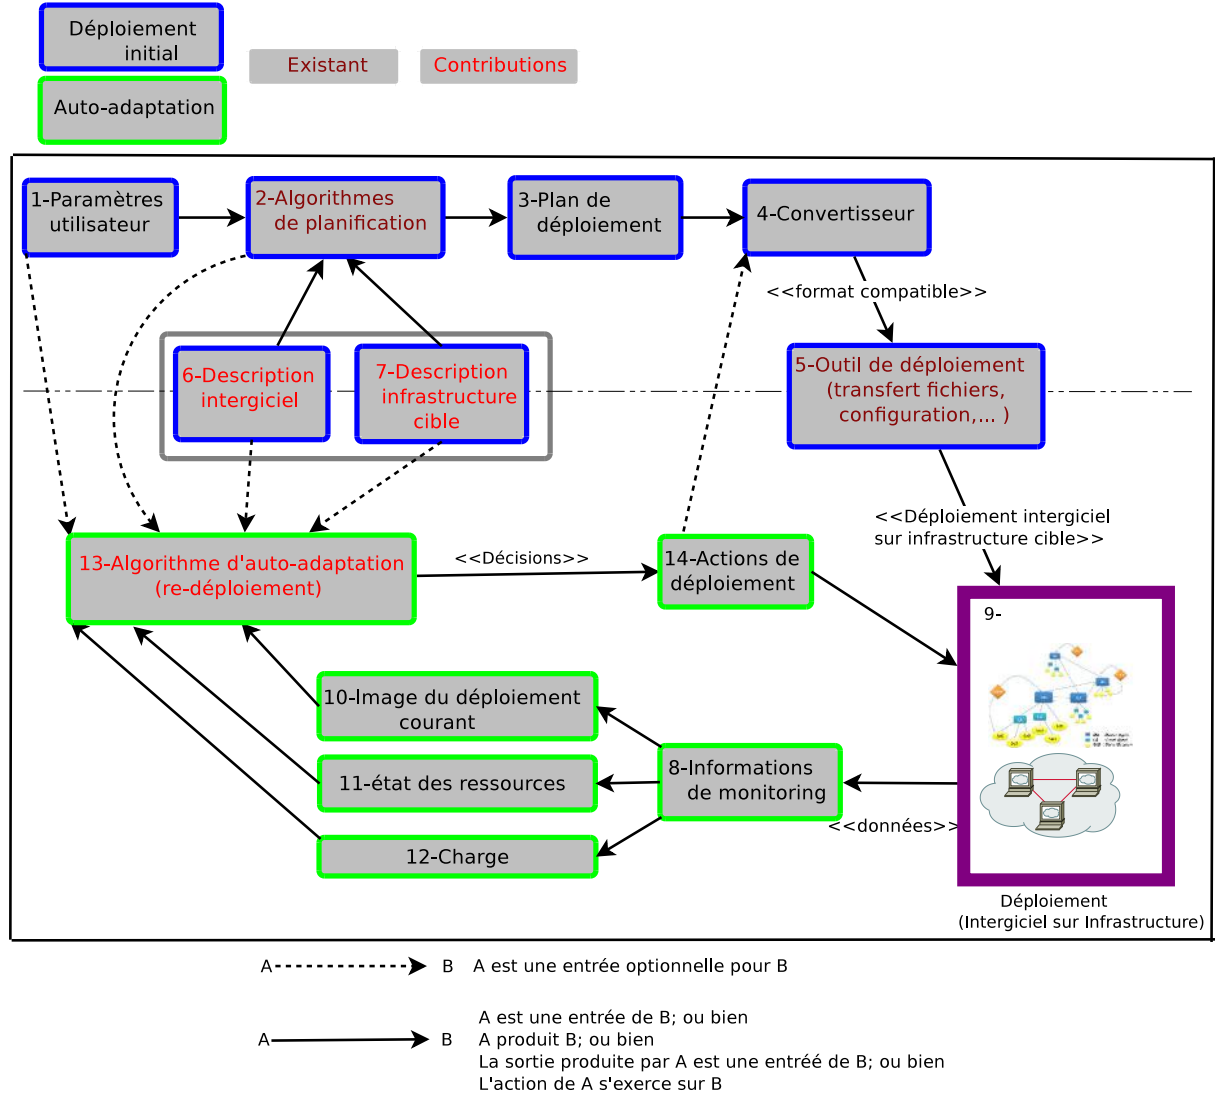 Déploiement
initial
Existant
Contributions
Auto-adaptation
1-Paramètres
utilisateur
2-Algorithmes
de planification
3-Plan de
déploiement
4-Convertisseur
<<format compatible>>
6-Description
intergiciel
7-Description
infrastructure
cible
5-Outil de déploiement
(transfert fichiers,
configuration,... )
<<Déploiement intergiciel
sur infrastructure cible>>
13-Algorithme d'auto-adaptation
(re-déploiement)
<<Décisions>>
14-Actions de
déploiement
9-
10-Image du déploiement
courant
11-état des ressources
12-Charge
8-Informations
de monitoring
<<données>>
Déploiement
(Intergiciel sur Infrastructure)
A B A est une entrée optionnelle pour B
A est une entrée de B; ou bien
A B A produit B; ou bien
La sortie produite par A est une entréé de B; ou bien
L'action de A s'exerce sur B